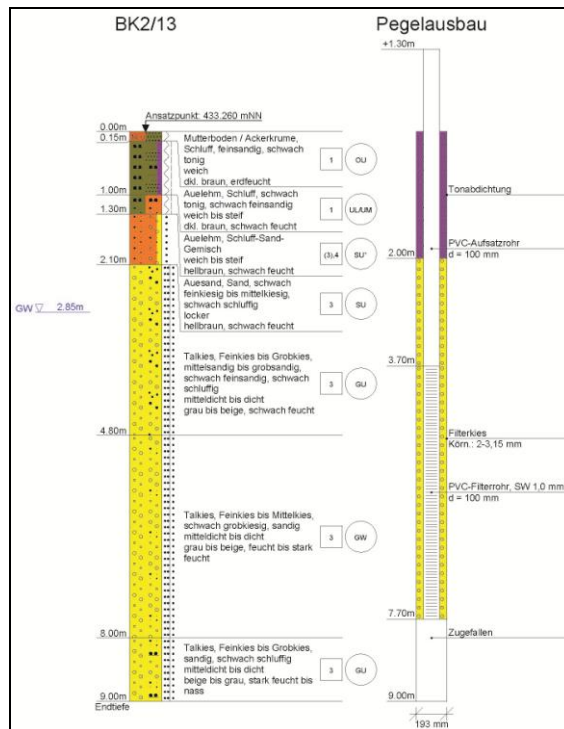 BK2/13
Pegelausbau
+1.30m
Ansatzpunkt: 433.260 mNN
0.00m
0.15m
Mutterboden / Ackerkrume,
Schluff, feinsandig, schwach
tonig
weich
dkl. braun, erdfeucht
1
OU
1.00m
Auelehm, Schluff, schwach
tonig, schwach feinsandig
weich bis steif
dkl. braun, schwach feucht
1
UL/UM
1.30m
Auelehm, Schluff-Sand-
Gemisch
weich bis steif
hellbraun, schwach feucht
(3),4
SU*
2.10m
Auesand, Sand, schwach
feinkiesig bis mittelkiesig,
schwach schluffig
locker
hellbraun, schwach feucht
3
SU
GW
2.85m
Talkies, Feinkies bis Grobkies,
mittelsandig bis grobsandig,
schwach feinsandig, schwach
schluffig
mitteldicht bis dicht
grau bis beige, schwach feucht
3
GU
4.80m
Talkies, Feinkies bis Mittelkies,
schwach grobkiesig, sandig
mitteldicht bis dicht
grau bis beige, feucht bis stark
feucht
3
GW
8.00m
Talkies, Feinkies bis Grobkies,
sandig, schwach schluffig
mitteldicht bis dicht
beige bis grau, stark feucht bis
nass
3
GU
9.00m
Endtiefe
Tonabdichtung
2.00m
PVC-Aufsatzrohr
d = 100 mm
3.70m
Filterkies
Körn.: 2-3,15 mm
PVC-Filterrohr, SW 1,0 mm
d = 100 mm
7.70m
Zugefallen
9.00m
193 mm